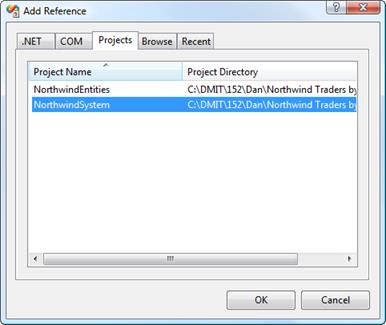 Add Reference
.NET COM Projects Browse Recent
Project Name Project Directory
NorthwindEntities C:\DMIT\152\Dan\Northwind Traders by
NorthwindSystem C:\DMIT\152\Dan\Northwind Traders by
OK Cancel